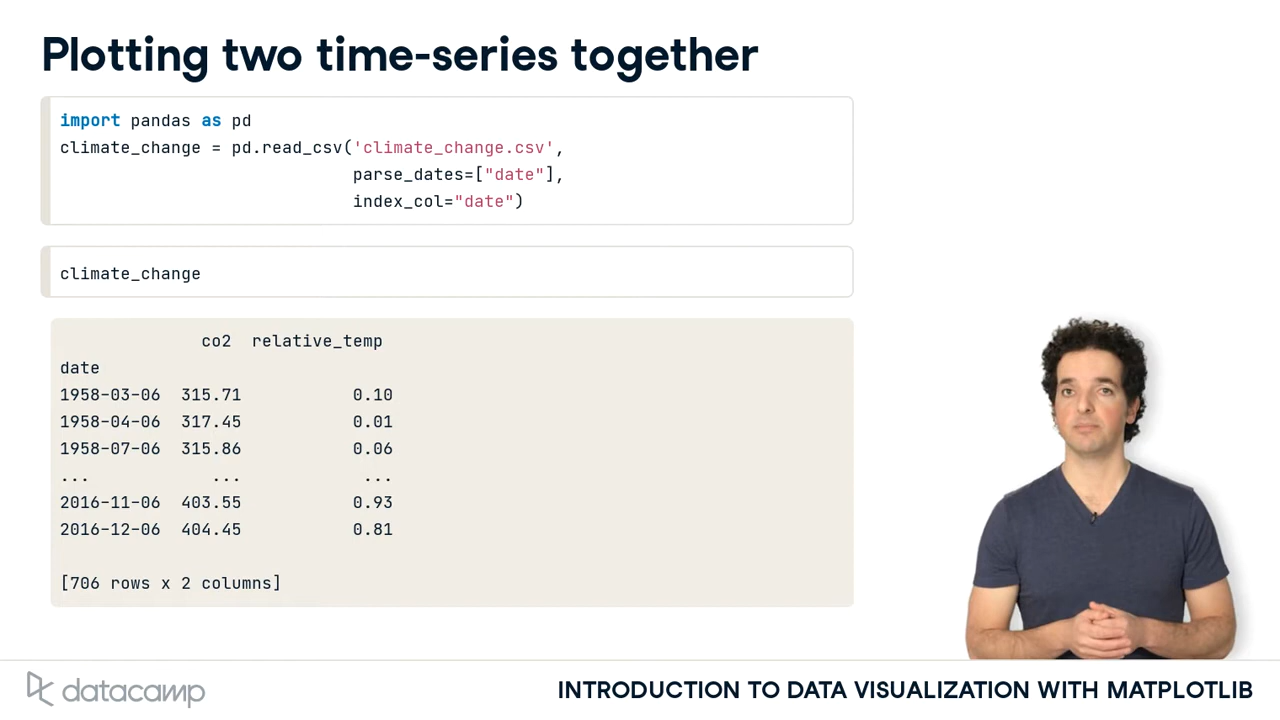 Plotting two time-series together
import pandas as pd
climate_change = pd.read_csv('climate_change.csv',
parse_dates=["date"],
index_col="date")
climate_change
co2 relative_temp
date
1958-03-06 315.71 0.10
1958-04-06 317.45 0.01
1958-07-06 315.86 0.06
... ... ...
2016-11-06 403.55 0.93
2016-12-06 404.45 0.81
[706 rows x 2 columns]
datacamp
INTRODUCTION TO DATA VISUALIZATION WITH MATPLOTLIB